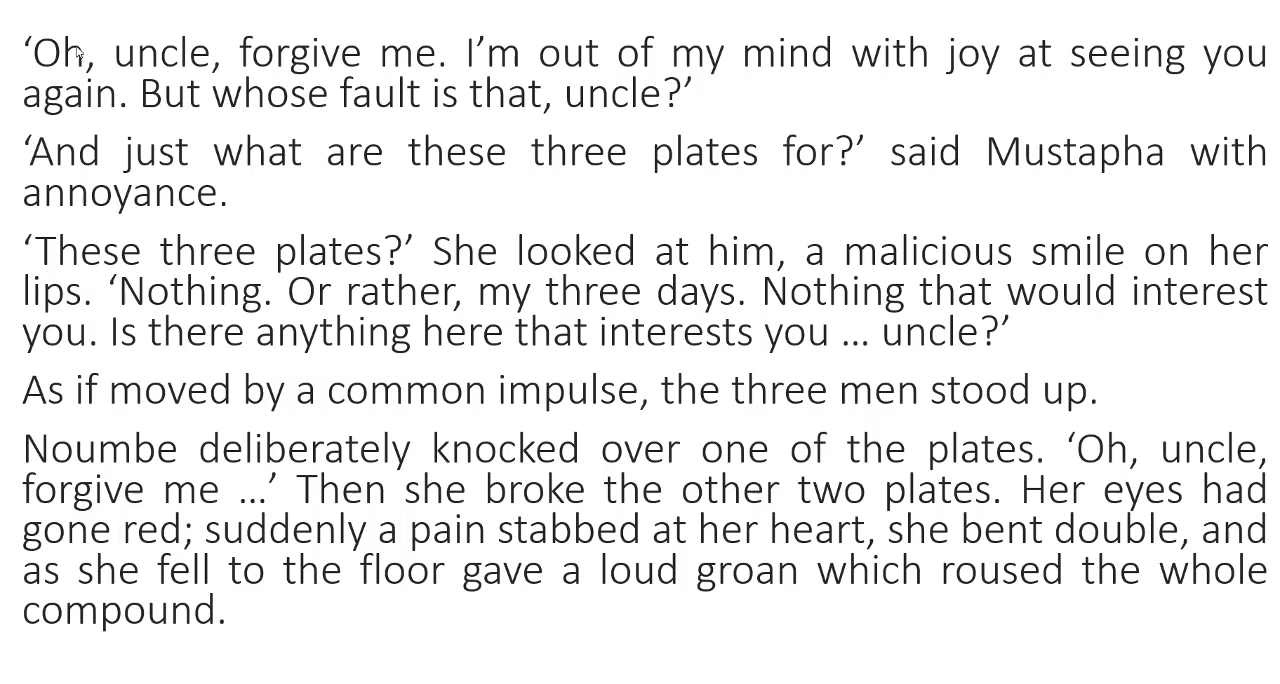 ‘Oh, uncle, forgive me. I’m out of my mind with joy at seeing you
again. But whose fault is that, uncle?’
‘And just what are these three plates for?’ said Mustapha with
annoyance.
‘These three plates?’ She looked at him, a malicious smile on her
lips. ‘Nothing. Or rather, my three days. Nothing that would interest
you. Is there anything here that interests you ... uncle?’
As if moved by a common impulse, the three men stood up.
Noumbe deliberately knocked over one of the plates. ‘Oh, uncle,
forgive me ...’ Then she broke the other two plates. Her eyes had
gone red; suddenly a pain stabbed at her heart, she bent double, and
as she fell to the floor gave a loud groan which roused the whole
compound.